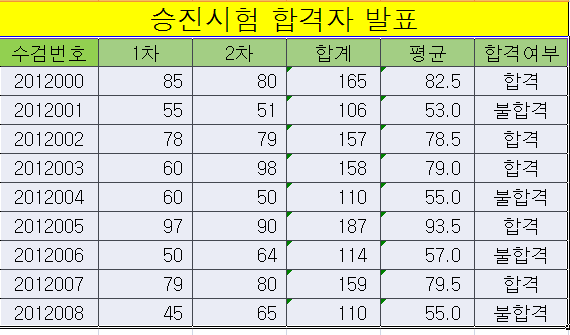 승진시험 합격자 발표
수검번호 1차 2차 합계 평균 합격여부
2012000 85 80 165 82.5 합격
2012001 55 51 106 53.0 불합격
2012002 78 79 157 78.5 합격
2012003 60 98 158 79.0 합격
2012004 60 50 110 55.0 불합격
2012005 97 90 187 93.5 합격
2012006 50 64 114 57.0 불합격
2012007 79 80 159 79.5 합격
2012008 45 65 110 55.0 불합격